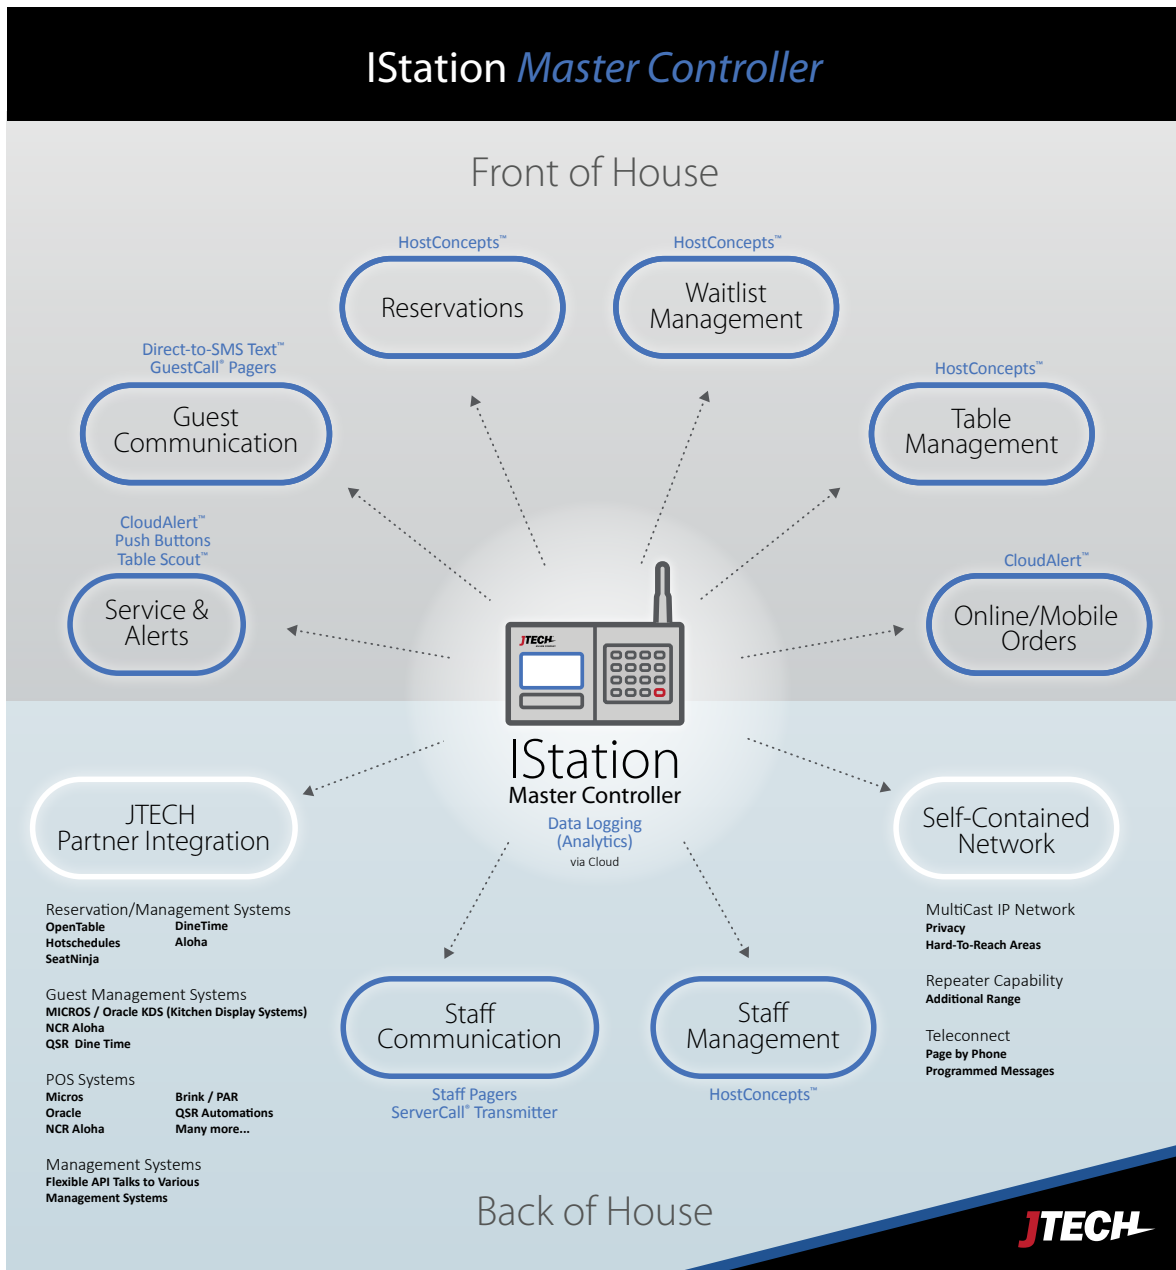 IStation Master Controller
Front of House
HostConcepts™
Reservations
HostConcepts™
Waitlist
Management
Direct-to-SMS Text™
GuestCall® Pagers
Guest
Communication
HostConcepts™
Table
Management
CloudAlert™
Push Buttons
Table Scout™
Service &
Alerts
CloudAlert™
Online/Mobile
Orders
JTECH
IStation
Master Controller
Data Logging
(Analytics)
via Cloud
JTECH
Partner Integration
Reservation/Management Systems
OpenTable
Hotschedules
SeatNinja
DineTime
Aloha
Guest Management Systems
MICROS / Oracle KDS (Kitchen Display Systems)
NCR Aloha
QSR Dine Time
POS Systems
Micros
Oracle
NCR Aloha
Brink / PAR
QSR Automations
Many more...
Management Systems
Flexible API Talks to Various
Management Systems
Staff
Communication
Staff Pagers
ServerCall® Transmitter
Staff
Management
HostConcepts™
Self-Contained
Network
MultiCast IP Network
Privacy
Hard-To-Reach Areas
Repeater Capability
Additional Range
Teleconnect
Page by Phone
Programmed Messages
Back of House
JTECH